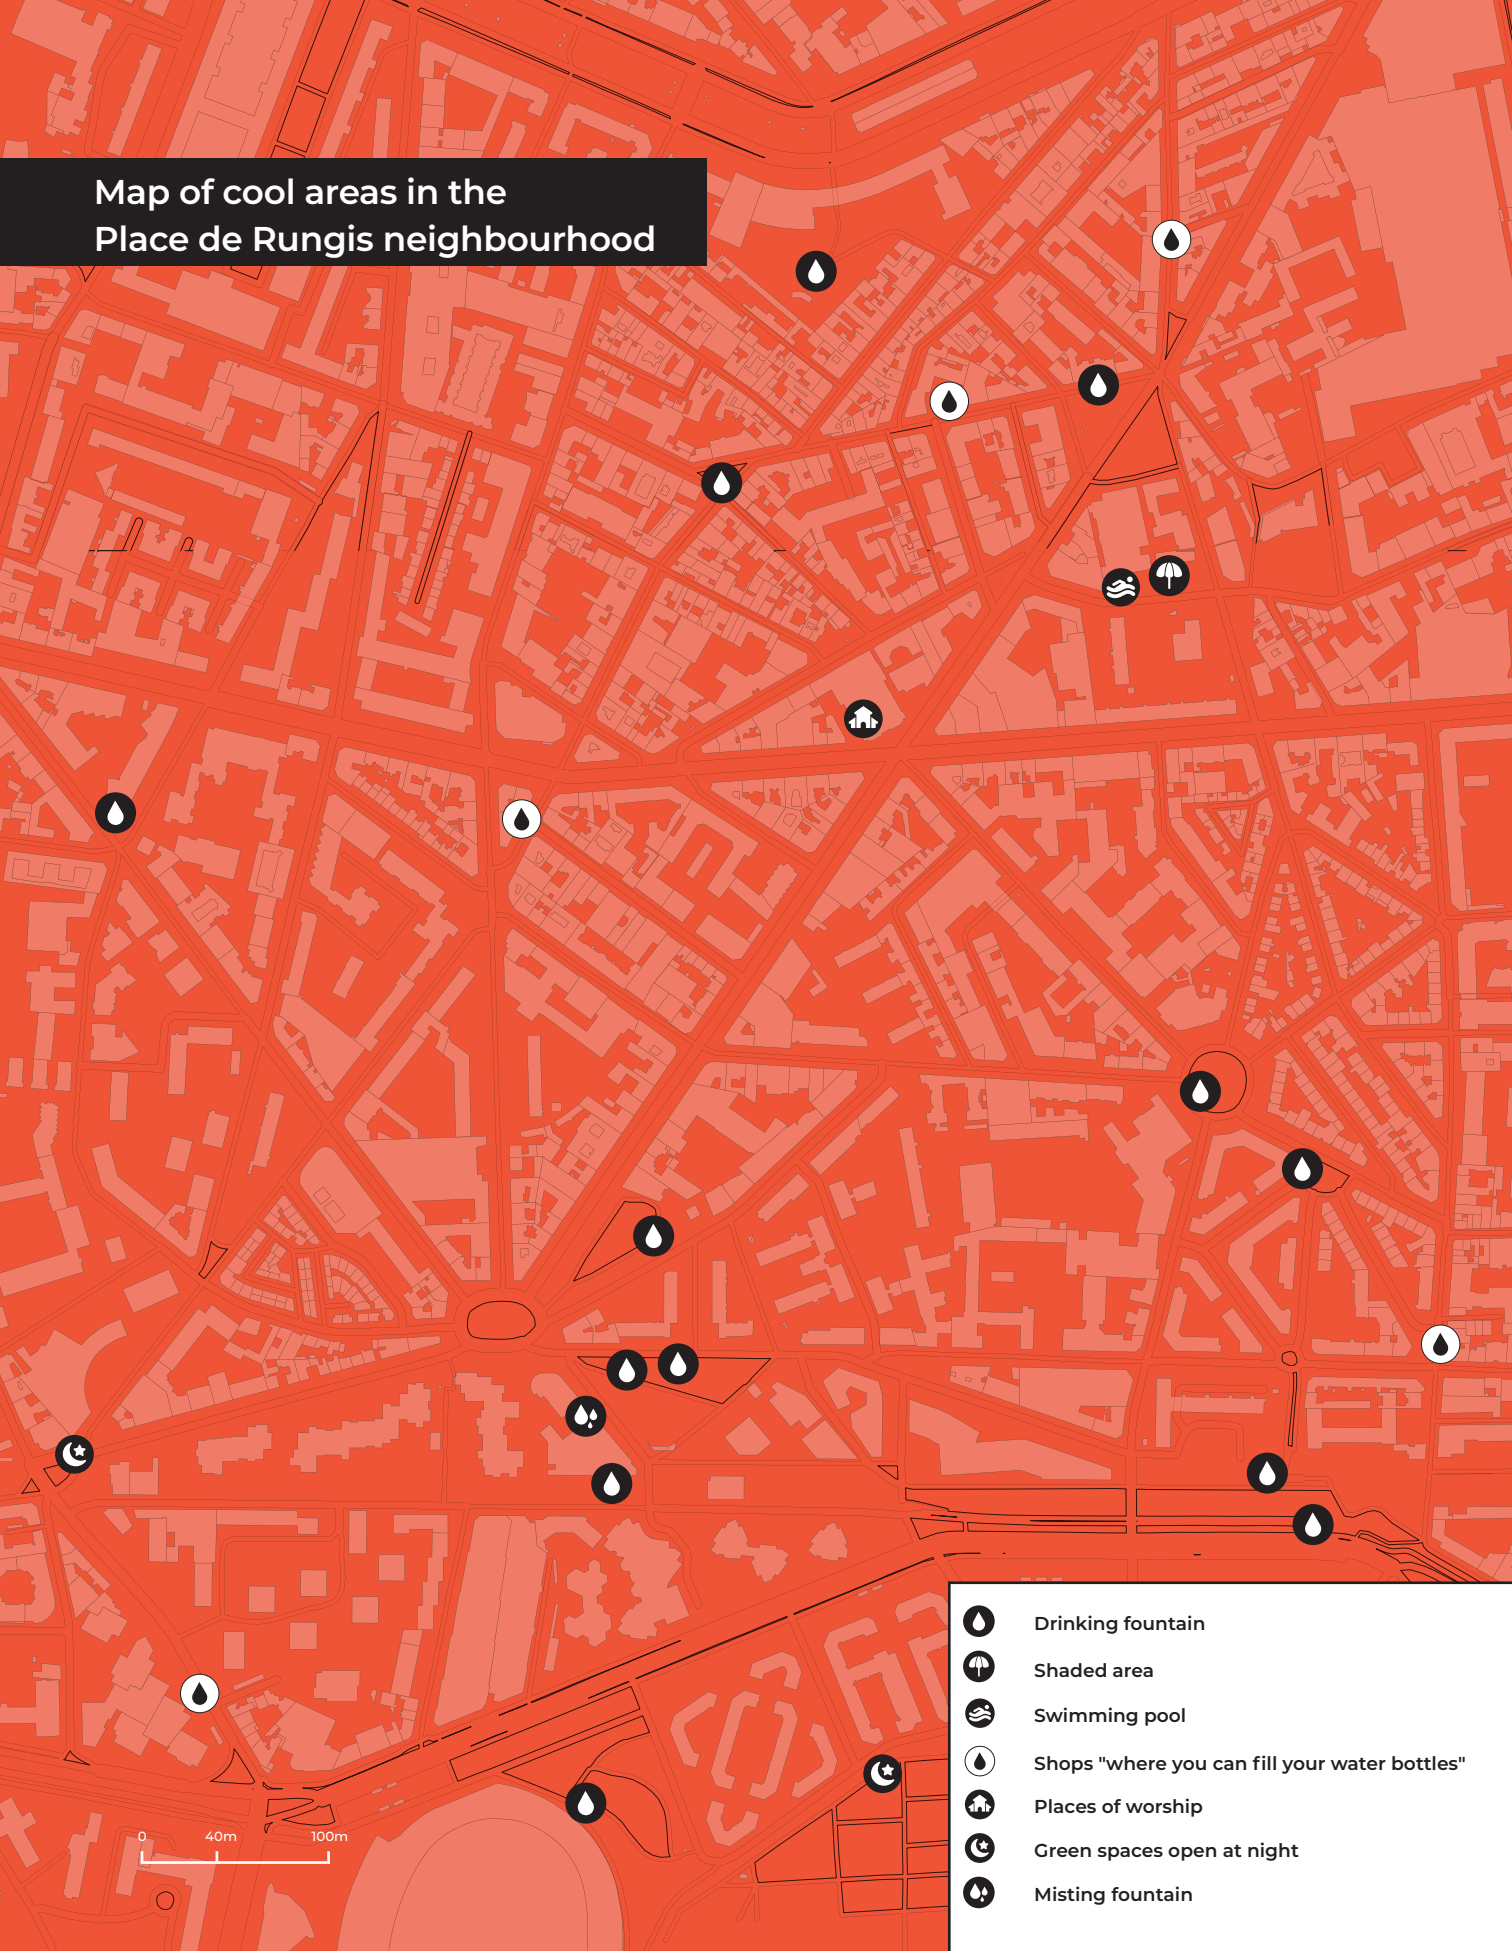 Map of cool areas in the
Place de Rungis neighbourhood
0 40m 100m
Drinking fountain
Shaded area
Swimming pool
Shops "where you can fill your water bottles"
Places of worship
Green spaces open at night
Misting fountain